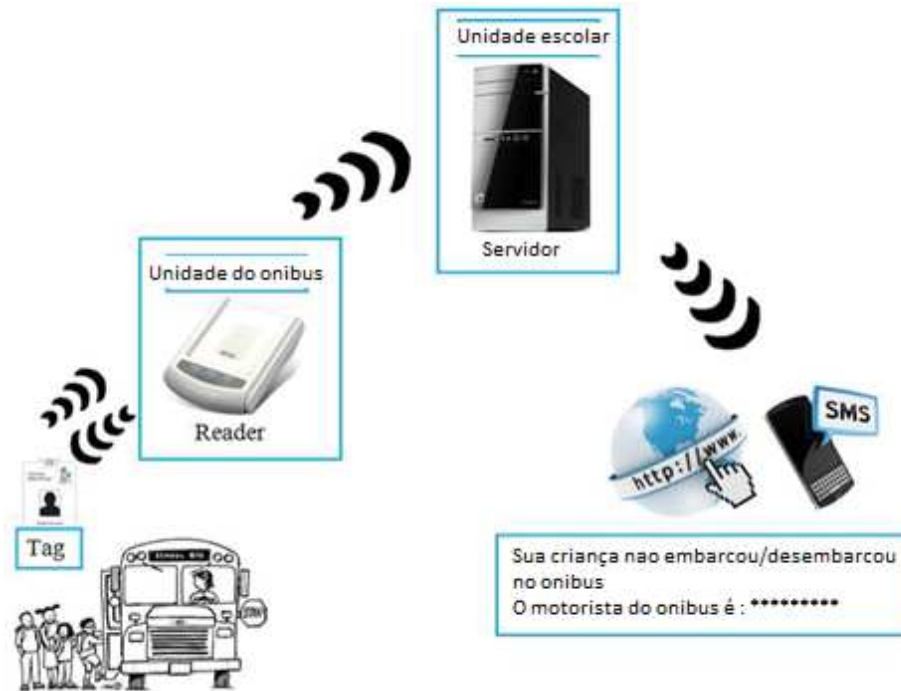 Unidade escolar
Servidor
Unidade do onibus
Reader
Tag
SCHOOL BUS
STOP
http://www.
SMS
Sua criança nao embarcou/desembarcou
no onibus
O motorista do onibus é : *********